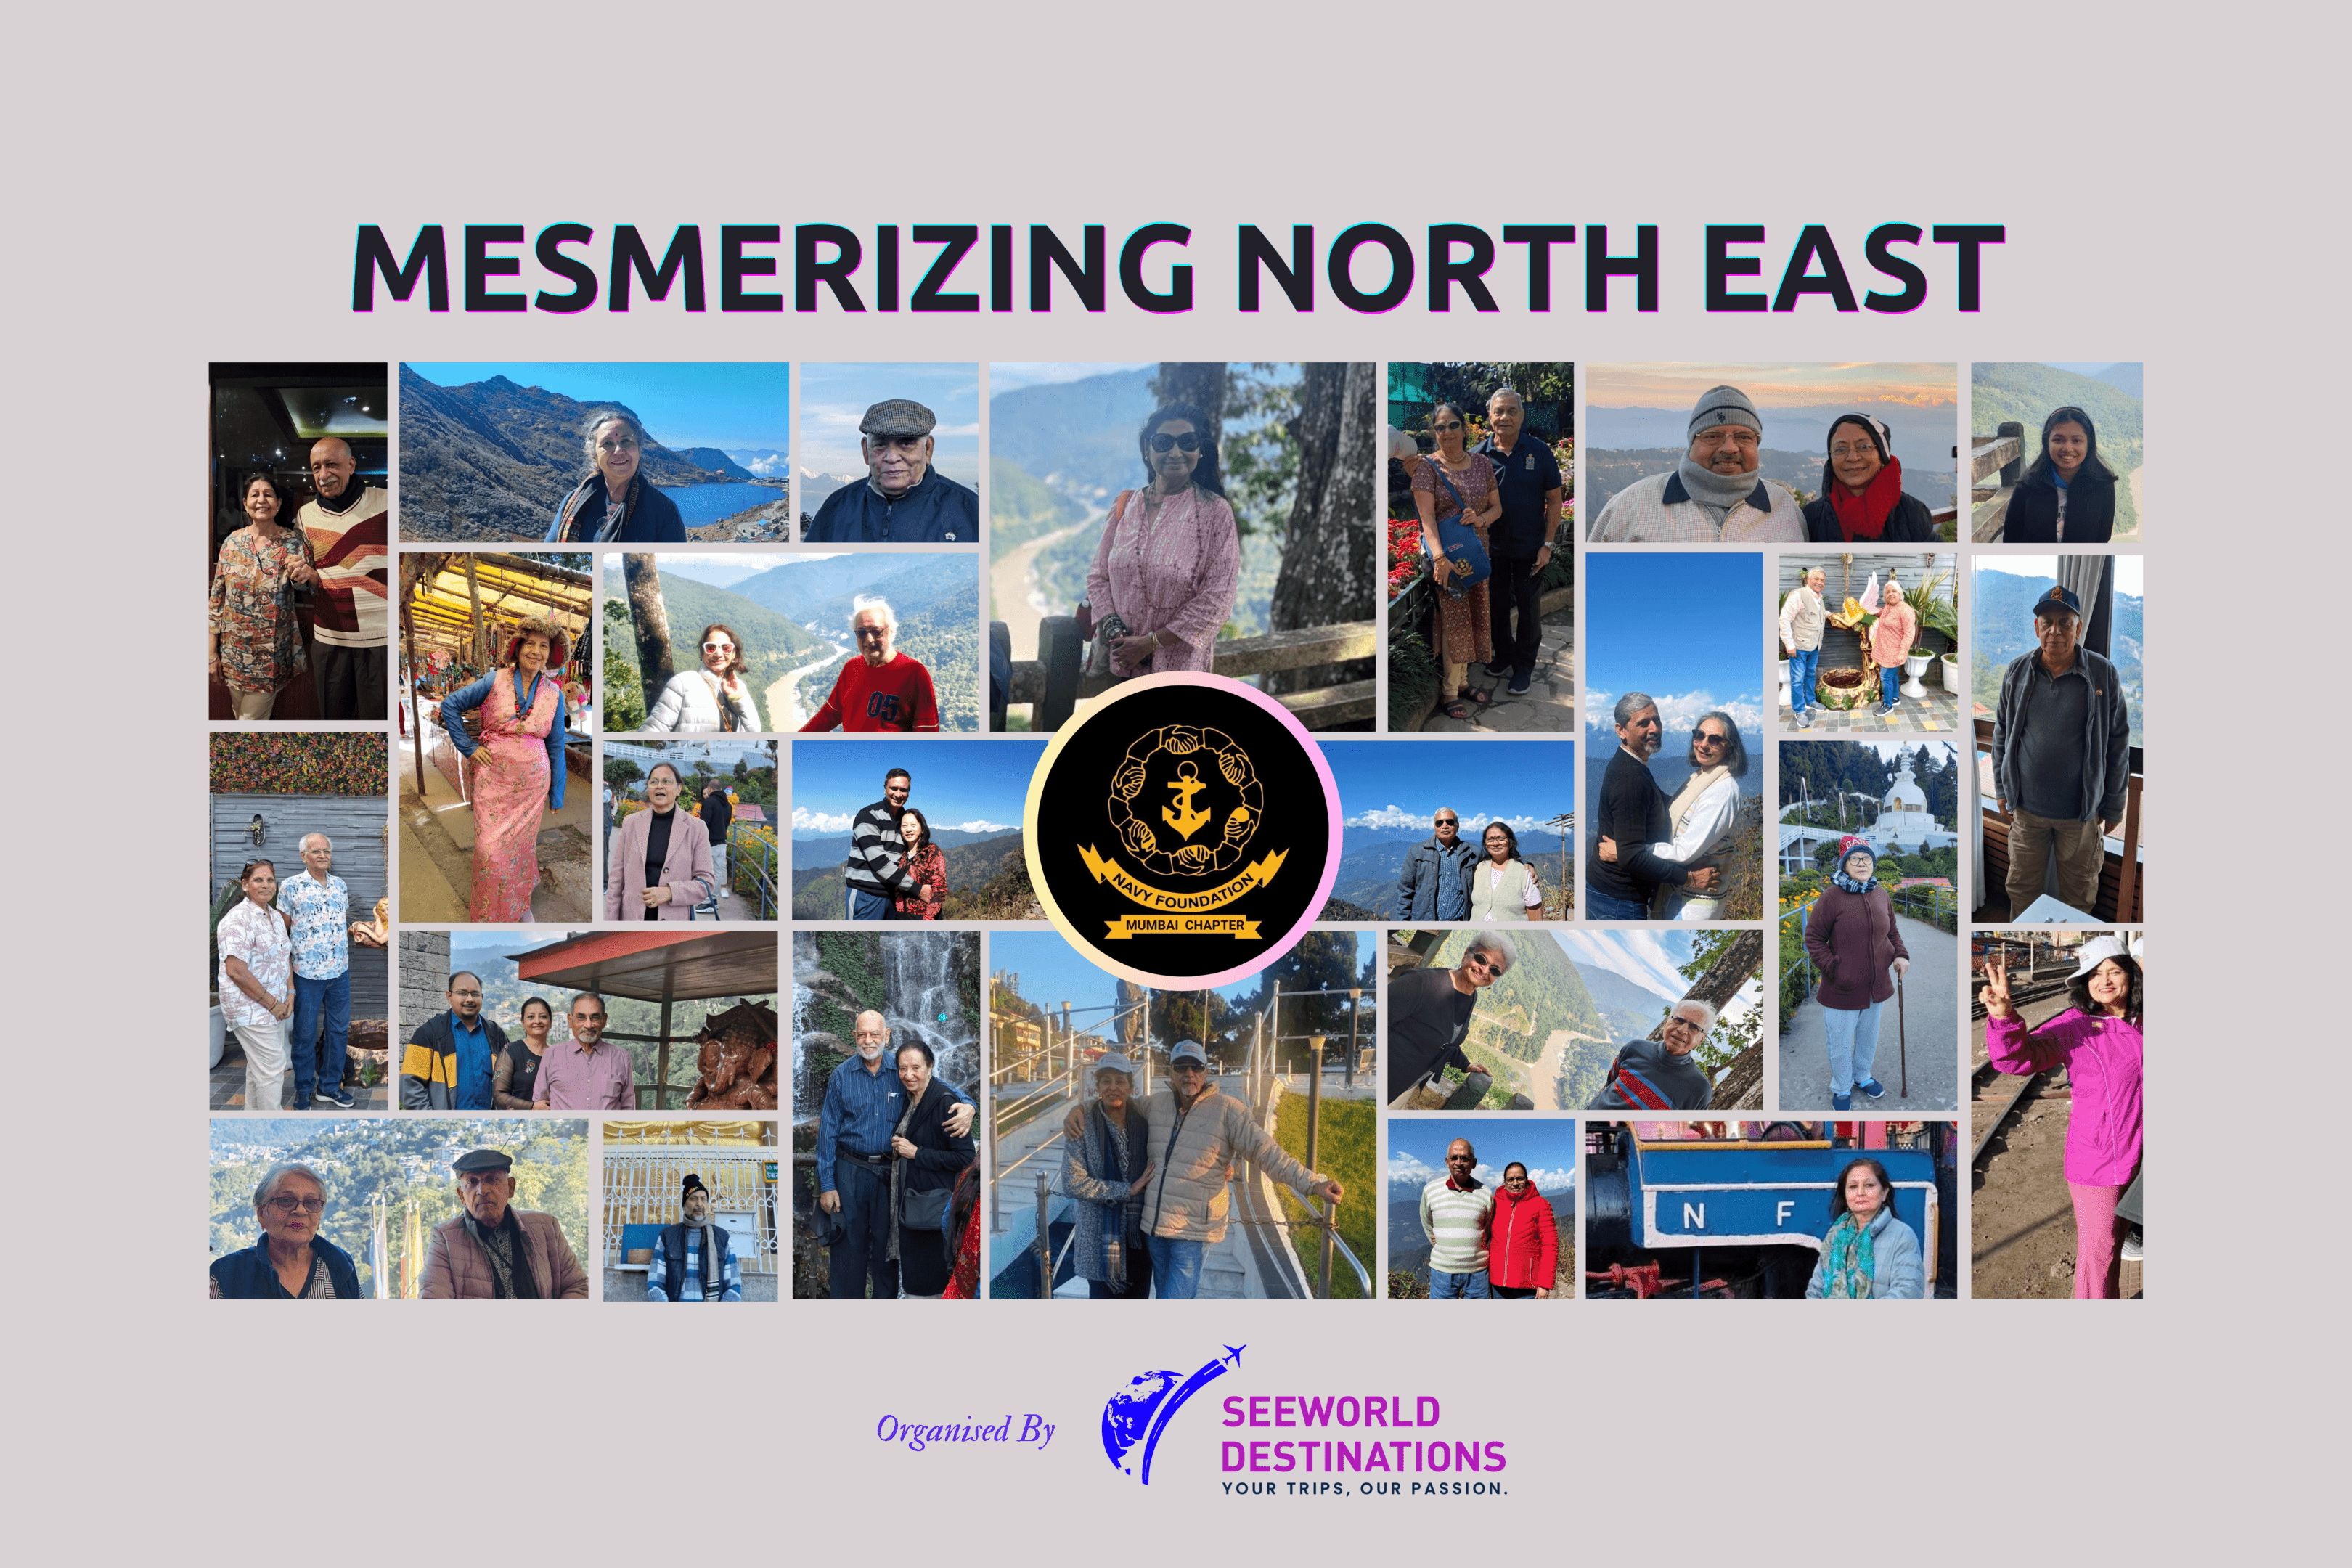 MESMERIZING NORTH EAST
05
NAVY FOUNDATION
MUMBAI CHAPTER
N F
Organised By
SEEWORLD
DESTINATIONS
YOUR TRIPS, OUR PASSION.